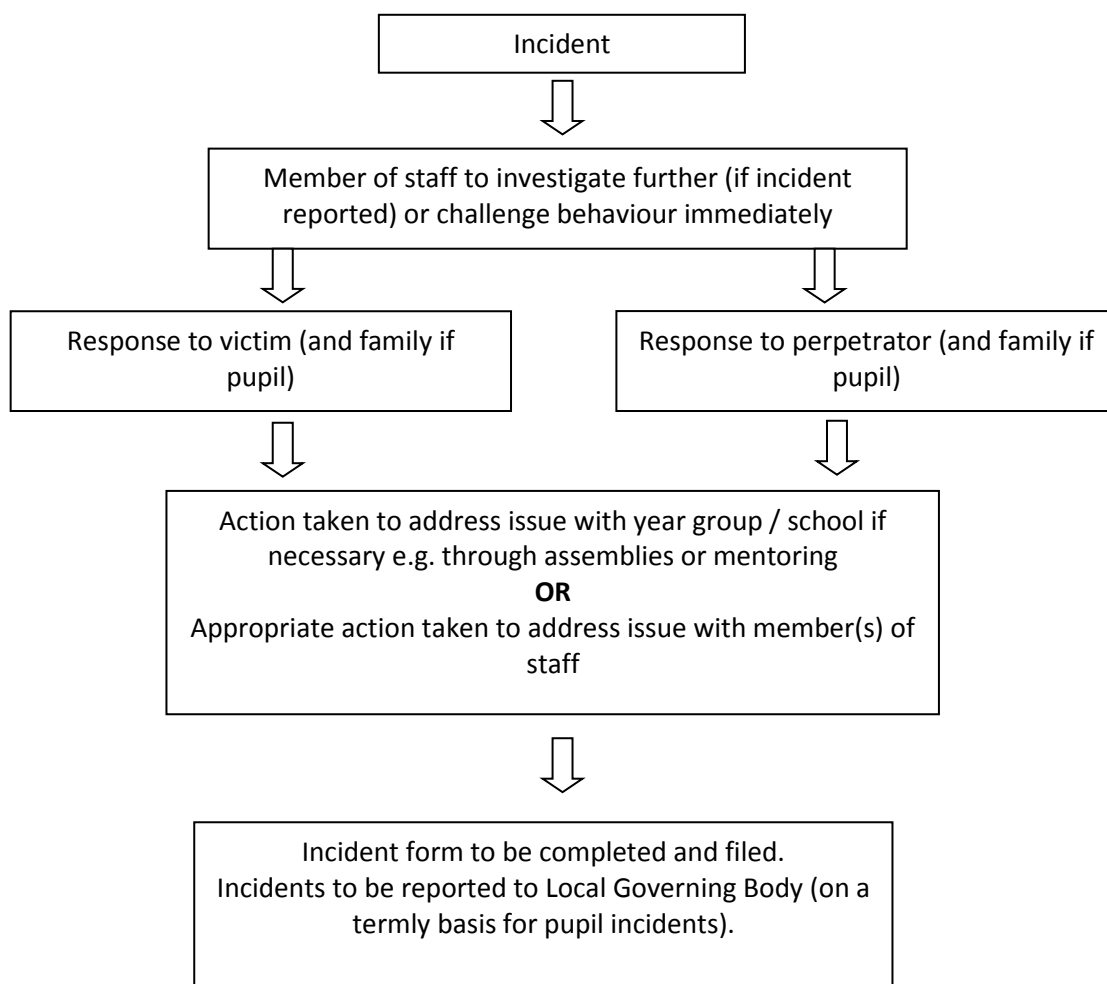 Incident
Member of staff to investigate further (if incident
reported) or challenge behaviour immediately
Response to victim (and family if
pupil)
Response to perpetrator (and family if
pupil)
Action taken to address issue with year group / school if
necessary e.g. through assemblies or mentoring
OR
Appropriate action taken to address issue with member(s) of
staff
Incident form to be completed and filed.
Incidents to be reported to Local Governing Body (on a
termly basis for pupil incidents).